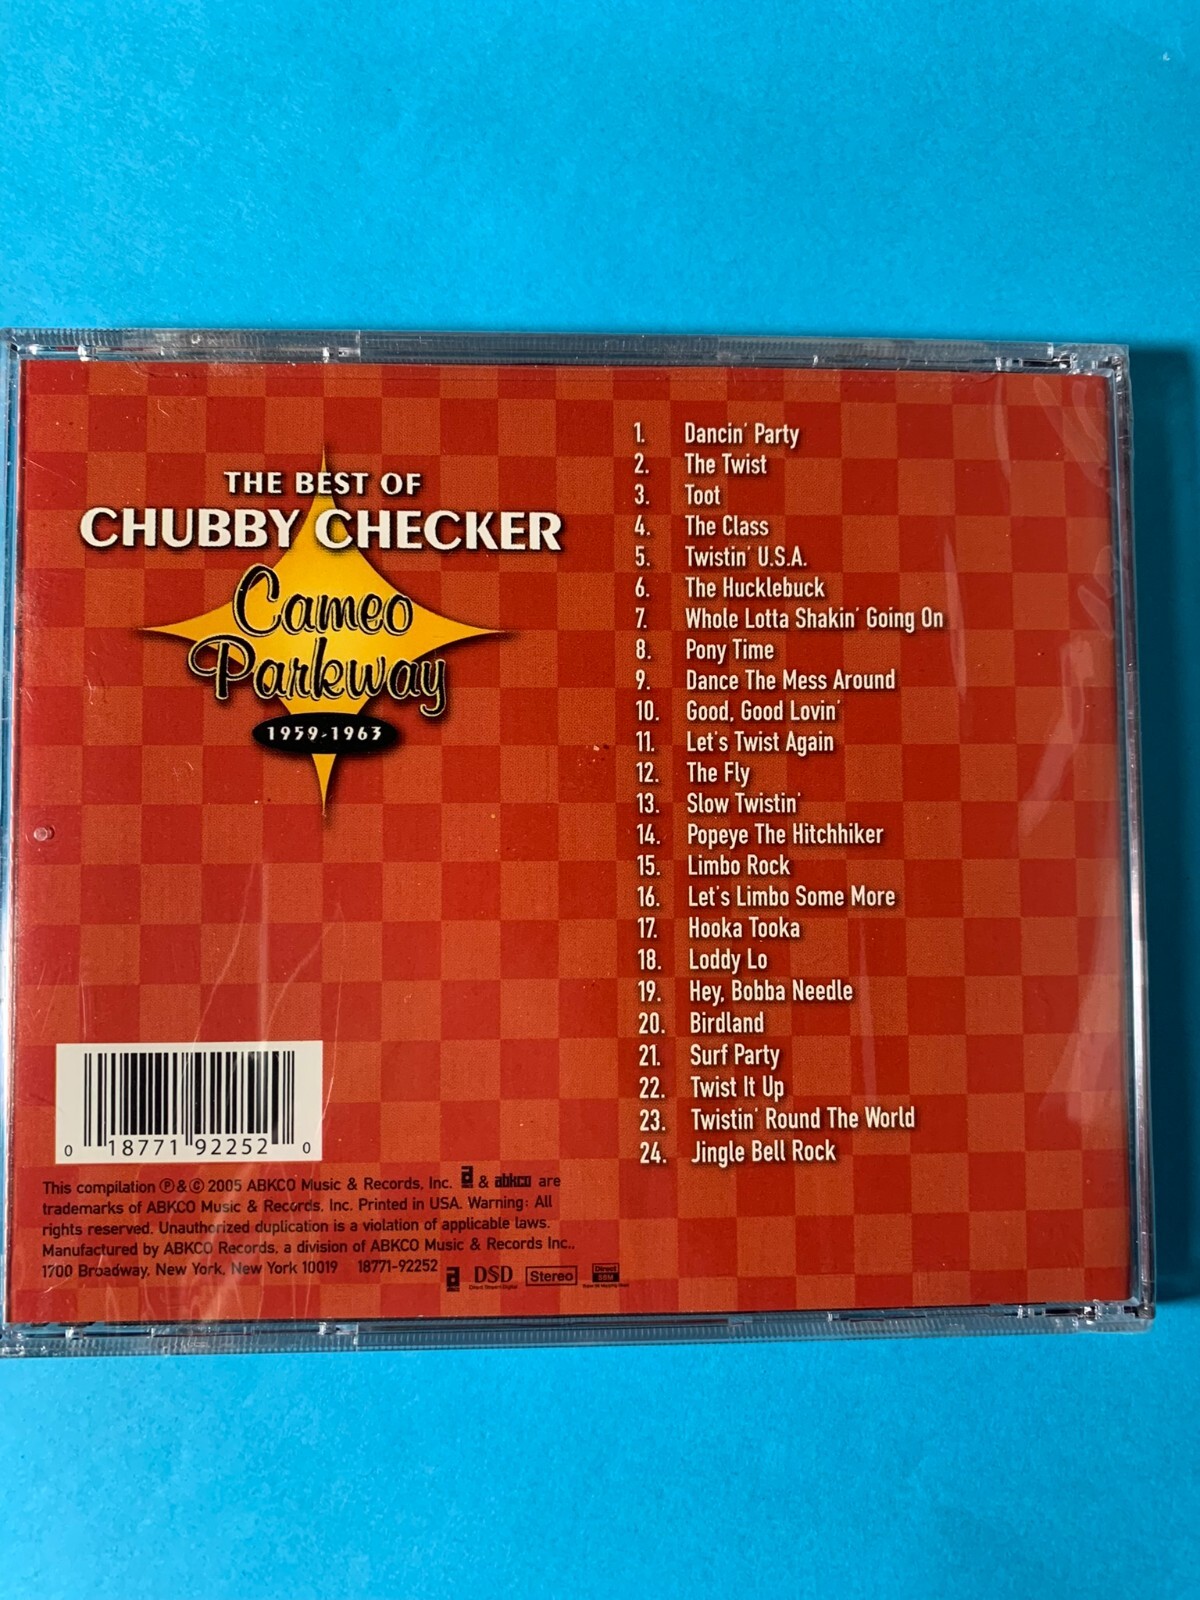 THE BEST OF
CHUBBY CHECKER
Cameo
Parkway
1959-1963
1. Dancin' Party
2. The Twist
3. Toot
4. The Class
5. Twistin' U.S.A.
6. The Hucklebuck
7. Whole Lotta Shakin' Going On
8. Pony Time
9. Dance The Mess Around
10. Good, Good Lovin'
11. Let's Twist Again
12. The Fly
13. Slow Twistin'
14. Popeye The Hitchhiker
15. Limbo Rock
16. Let's Limbo Some More
17. Hooka Tooka
18. Loddy Lo
19. Hey, Bobba Needle
20. Birdland
21. Surf Party
22. Twist It Up
23. Twistin' Round The World
24. Jingle Bell Rock
0 18771 92252 0
This compilation Ⓟ & © 2005 ABKCO Music & Records, Inc. a & abkco are
trademarks of ABKCO Music & Records, Inc. Printed in USA. Warning: All
rights reserved. Unauthorized duplication is a violation of applicable laws.
Manufactured by ABKCO Records, a division of ABKCO Music & Records Inc.,
1700 Broadway, New York, New York 10019 18771-92252
DSD Stereo Direct
Direct Stream Digital